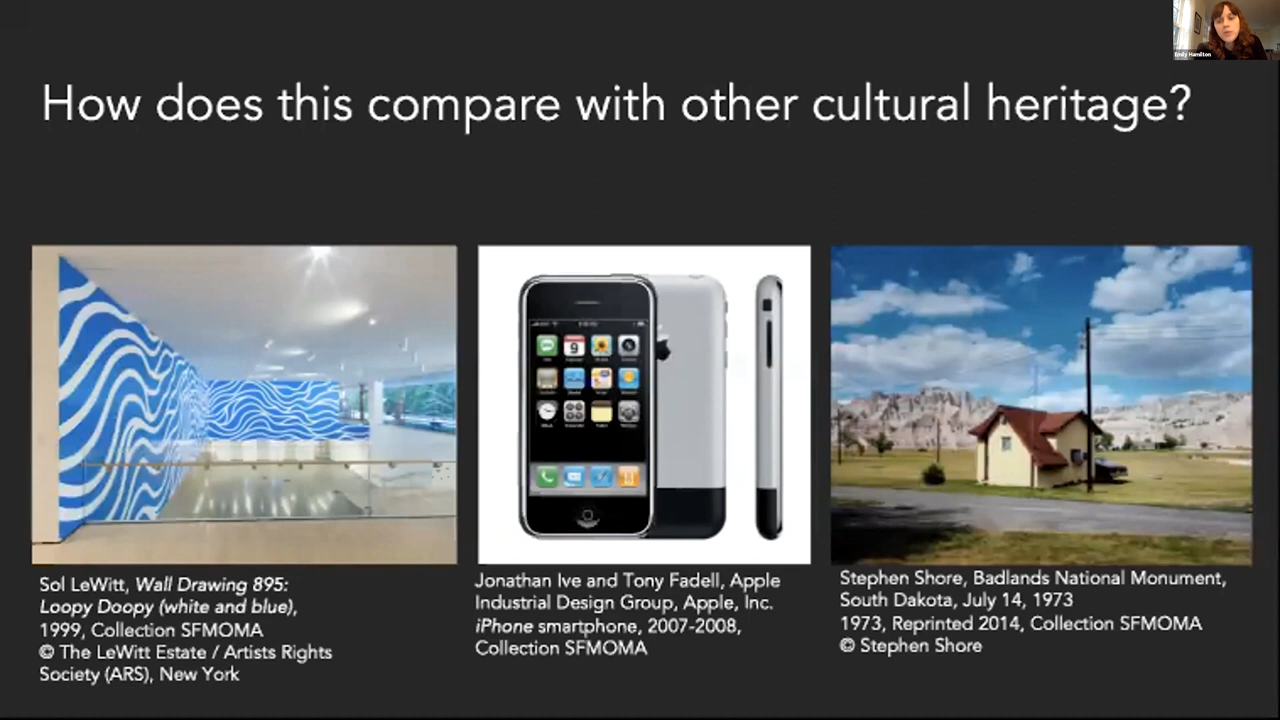 Emily Hamilton
How does this compare with other cultural heritage?
Sol LeWitt, Wall Drawing 895:
Loopy Doopy (white and blue),
1999, Collection SFMOMA
© The LeWitt Estate / Artists Rights
Society (ARS), New York
9
Jonathan Ive and Tony Fadell, Apple
Industrial Design Group, Apple, Inc.
iPhone smartphone, 2007-2008,
Collection SFMOMA
Stephen Shore, Badlands National Monument,
South Dakota, July 14, 1973
1973, Reprinted 2014, Collection SFMOMA
© Stephen Shore